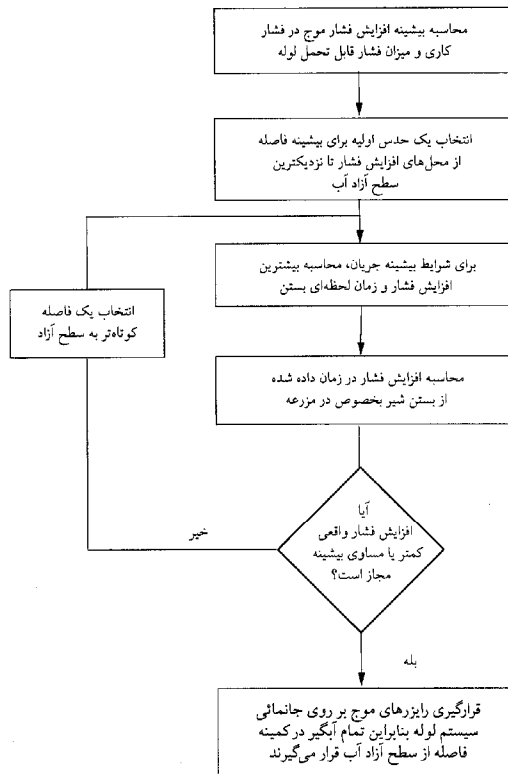 محاسبه بیشینه افزایش فشار موج در فشار
کاری و میزان فشار قابل تحمل لوله
انتخاب یک حدس اولیه برای بیشینه فاصله
از محل‌های افزایش فشار تا نزدیکترین
سطح آزاد آب
برای شرایط بیشینه جریان، محاسبه بیشترین
افزایش فشار و زمان لحظه‌ای بستن
انتخاب یک فاصله
کوتاه‌تر به سطح آزاد
محاسبه افزایش فشار در زمان داده شده
از بستن شیر بخصوص در مزرعه
آیا
افزایش فشار واقعی
کمتر یا مساوی بیشینه
مجاز است؟
خیر
بله
قرارگیری رایزرهای موج بر روی جانمائی
سیستم لوله بنابراین تمام آبگیر در کمینه
فاصله از سطح آزاد آب قرار می‌گیرند